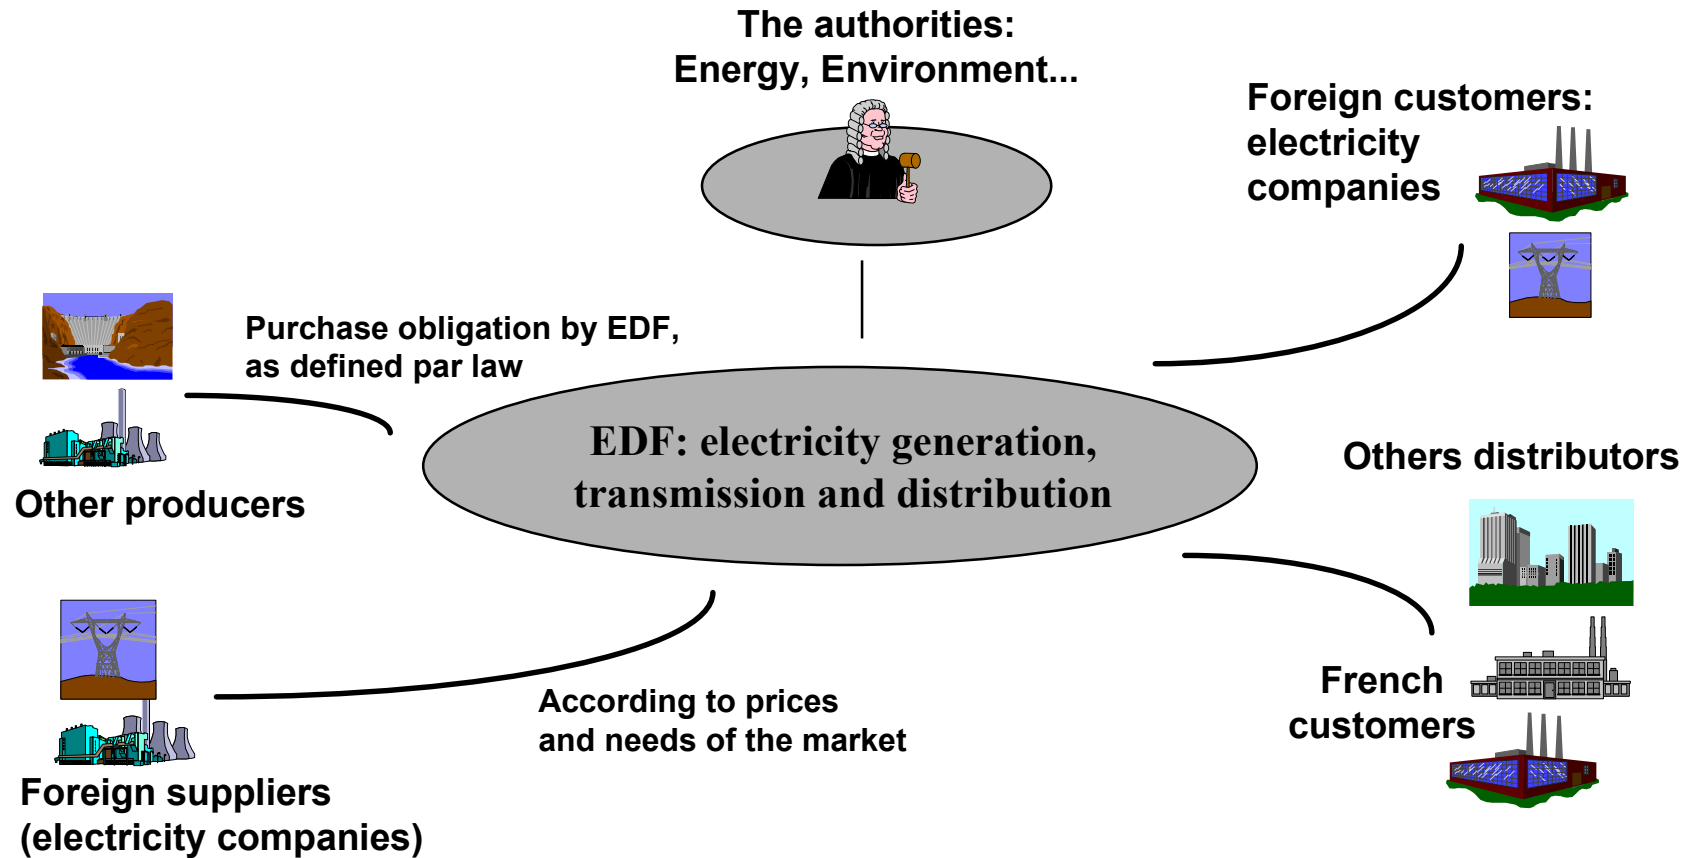 The authorities:
Energy, Environment...
Foreign customers:
electricity
companies
Purchase obligation by EDF,
as defined par law
Other producers
EDF: electricity generation,
transmission and distribution
Others distributors
French
customers
According to prices
and needs of the market
Foreign suppliers
(electricity companies)